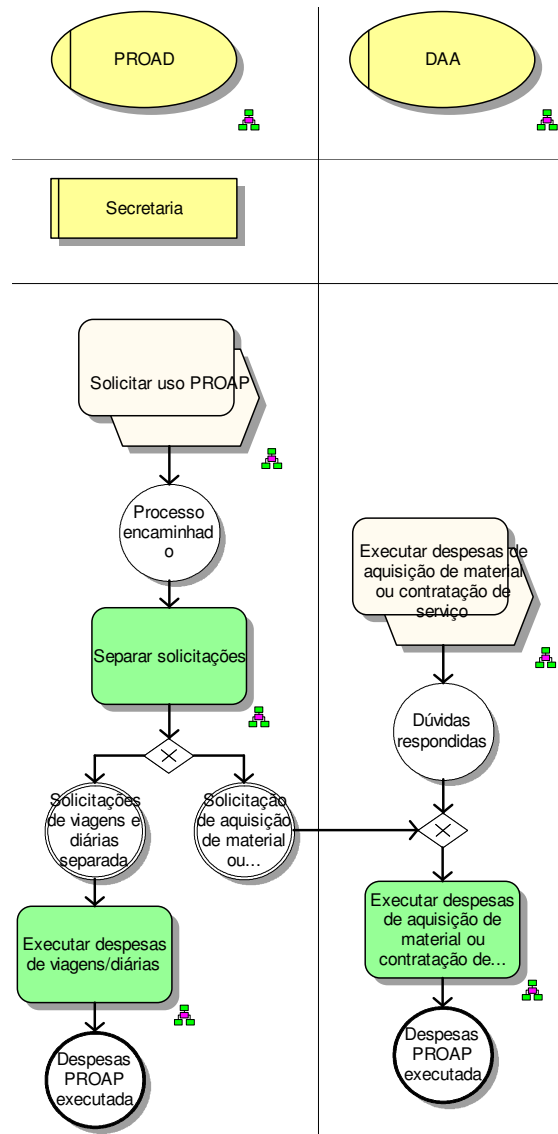 PROAD
DAA
Secretaria
Solicitar uso PROAP
Processo
encaminhad
o
Separar solicitações
Solicitações
de viagens e
diárias
separada
Solicitação
de aquisição
de material
ou...
Executar despesas
de viagens/diárias
Despesas
PROAP
executada
Executar despesas de
aquisição de material
ou contratação de
serviço
Dúvidas
respondidas
Executar despesas
de aquisição de
material ou
contratação de...
Despesas
PROAP
executada